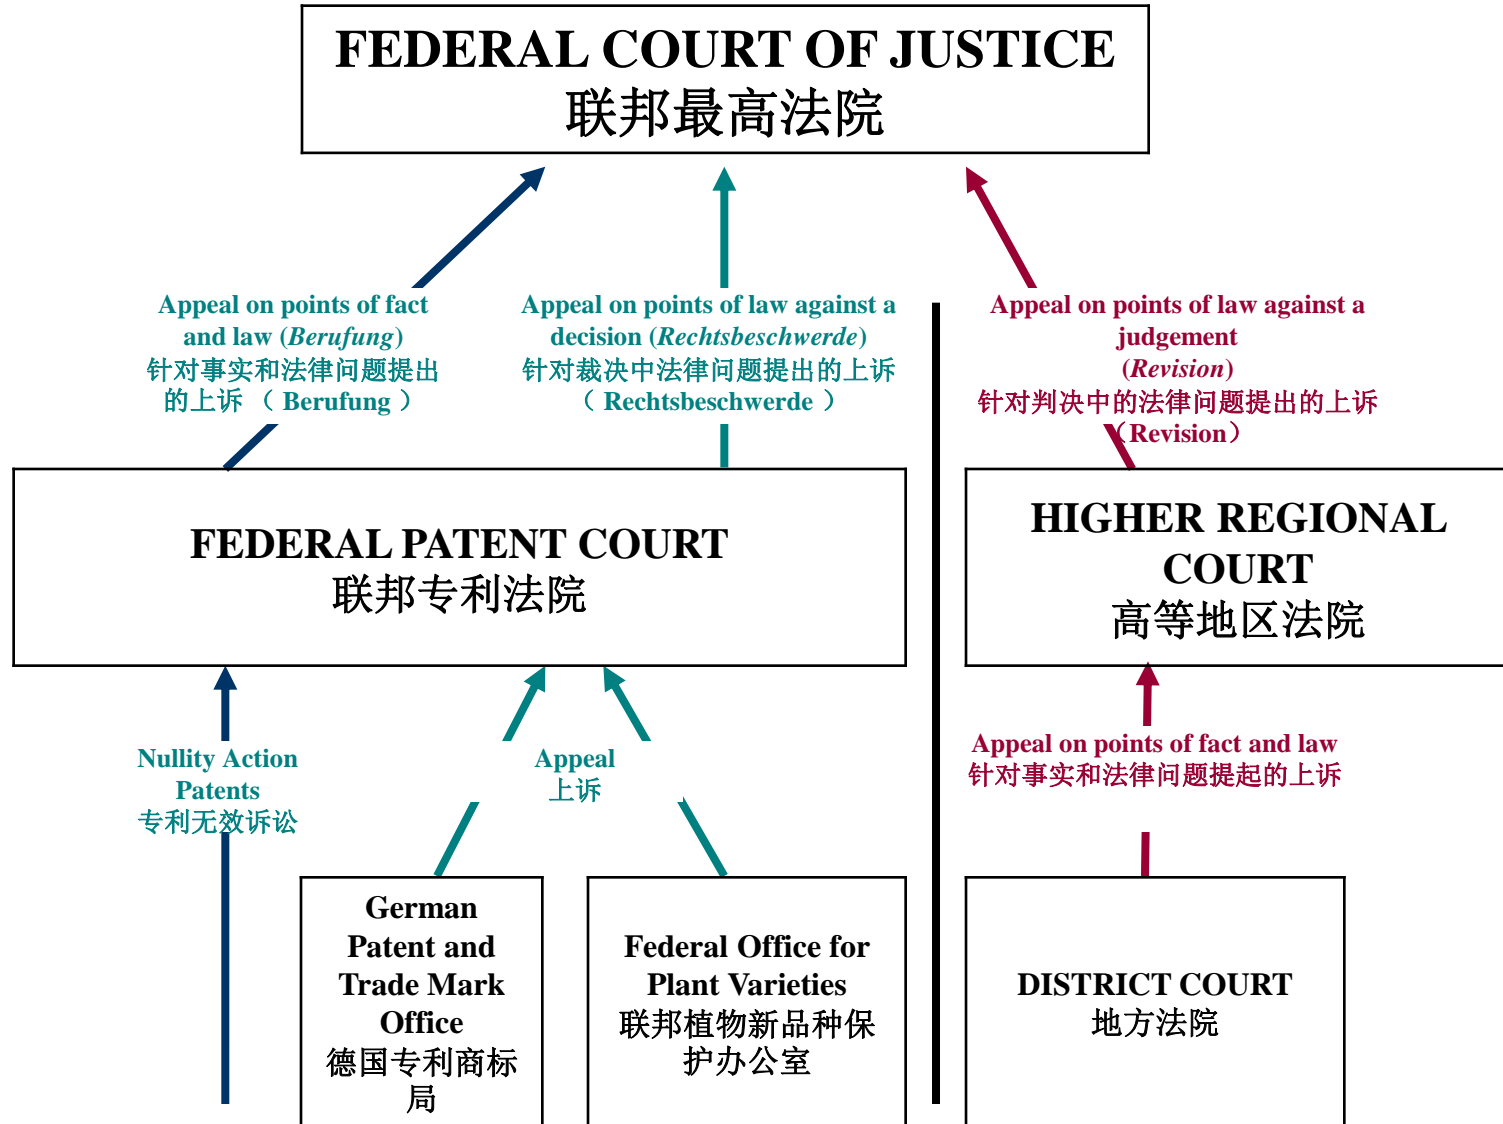 FEDERAL COURT OF JUSTICE
联邦最高法院
Appeal on points of fact
and law (Berufung)
针对事实和法律问题提出
的上诉 （ Berufung ）
Appeal on points of law against a
decision (Rechtsbeschwerde)
针对裁决中法律问题提出的上诉
（ Rechtsbeschwerde ）
Appeal on points of law against a
judgement
(Revision)
针对判决中的法律问题提出的上诉
（Revision）
FEDERAL PATENT COURT
联邦专利法院
HIGHER REGIONAL
COURT
高等地区法院
Nullity Action
Patents
专利无效诉讼
Appeal
上诉
Appeal on points of fact and law
针对事实和法律问题提起的上诉
German
Patent and
Trade Mark
Office
德国专利商标
局
Federal Office for
Plant Varieties
联邦植物新品种保
护办公室
DISTRICT COURT
地方法院